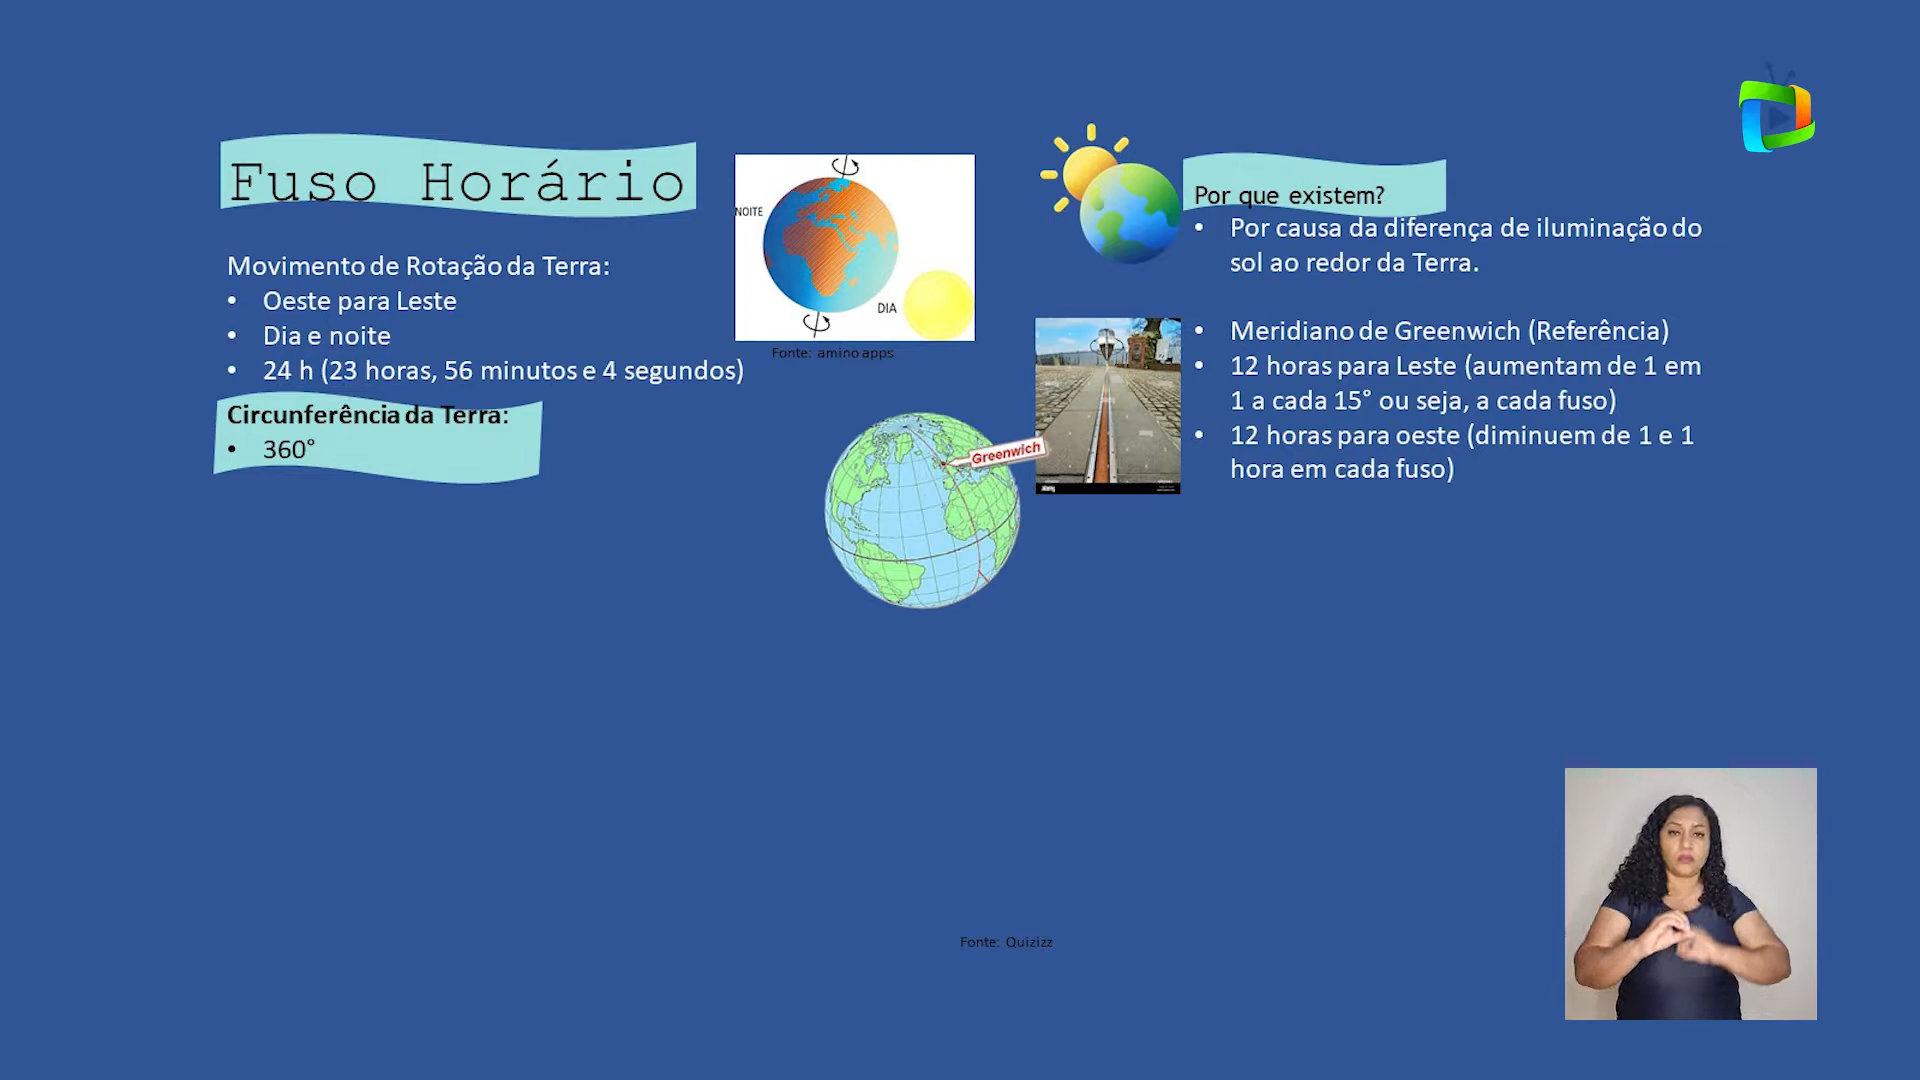 Fuso Horário
Movimento de Rotação da Terra:
• Oeste para Leste
• Dia e noite
• 24 h (23 horas, 56 minutos e 4 segundos)
Circunferência da Terra:
• 360°
NOITE
DIA
Fonte: amino apps
Greenwich
Por que existem?
• Por causa da diferença de iluminação do
sol ao redor da Terra.
• Meridiano de Greenwich (Referência)
• 12 horas para Leste (aumentam de 1 em
1 a cada 15° ou seja, a cada fuso)
• 12 horas para oeste (diminuem de 1 e 1
hora em cada fuso)
alamy
Fonte: Quizizz